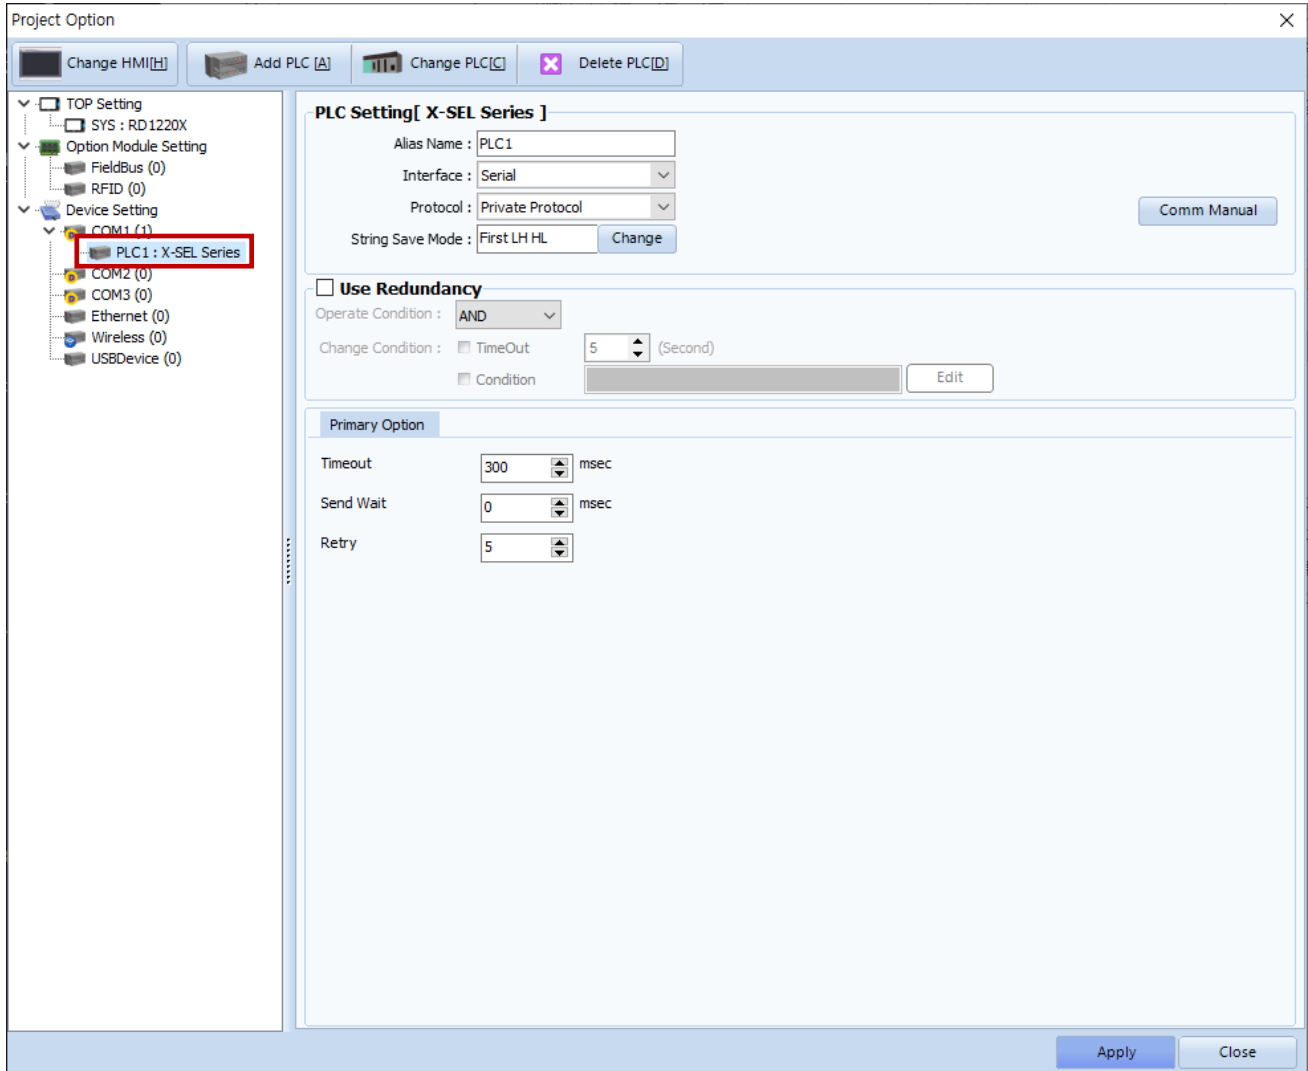 Project Option
Change HMI[H]
Add PLC [A]
Change PLC[C]
Delete PLC[D]
TOP Setting
SYS : RD1220X
Option Module Setting
FieldBus (0)
RFID (0)
Device Setting
COM1 (1)
PLC1 : X-SEL Series
COM2 (0)
COM3 (0)
Ethernet (0)
Wireless (0)
USBDevice (0)
PLC Setting[ X-SEL Series ]
Alias Name : PLC1
Interface : Serial
Protocol : Private Protocol
Comm Manual
String Save Mode : First LH HL Change
Use Redundancy
Operate Condition : AND
Change Condition : TimeOut 5 (Second)
Condition Edit
Primary Option
Timeout 300 msec
Send Wait 0 msec
Retry 5
Apply
Close